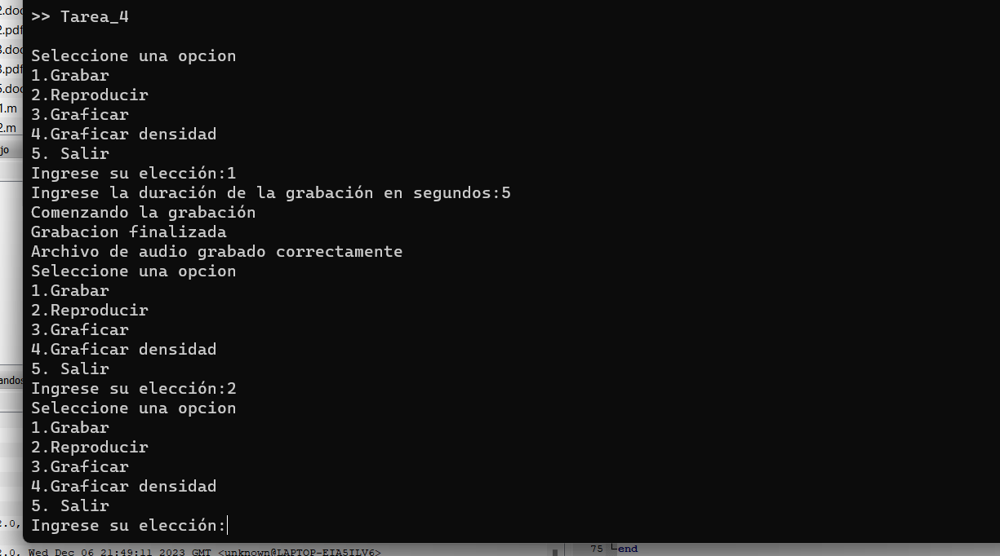 2.doc
2.pdf
3.doc
3.pdf
5.doc
1.m
2.m
jo
andos
>> Tarea_4
Seleccione una opcion
1.Grabar
2.Reproducir
3.Graficar
4.Graficar densidad
5. Salir
Ingrese su elección:1
Ingrese la duración de la grabación en segundos:5
Comenzando la grabación
Grabacion finalizada
Archivo de audio grabado correctamente
Seleccione una opcion
1.Grabar
2.Reproducir
3.Graficar
4.Graficar densidad
5. Salir
Ingrese su elección:2
Seleccione una opcion
1.Grabar
2.Reproducir
3.Graficar
4.Graficar densidad
5. Salir
Ingrese su elección:
2.0,
2.0, Wed Dec 06 21:49:11 2023 GMT <unknown@LAPTOP-EIA5ILV6>
75 end